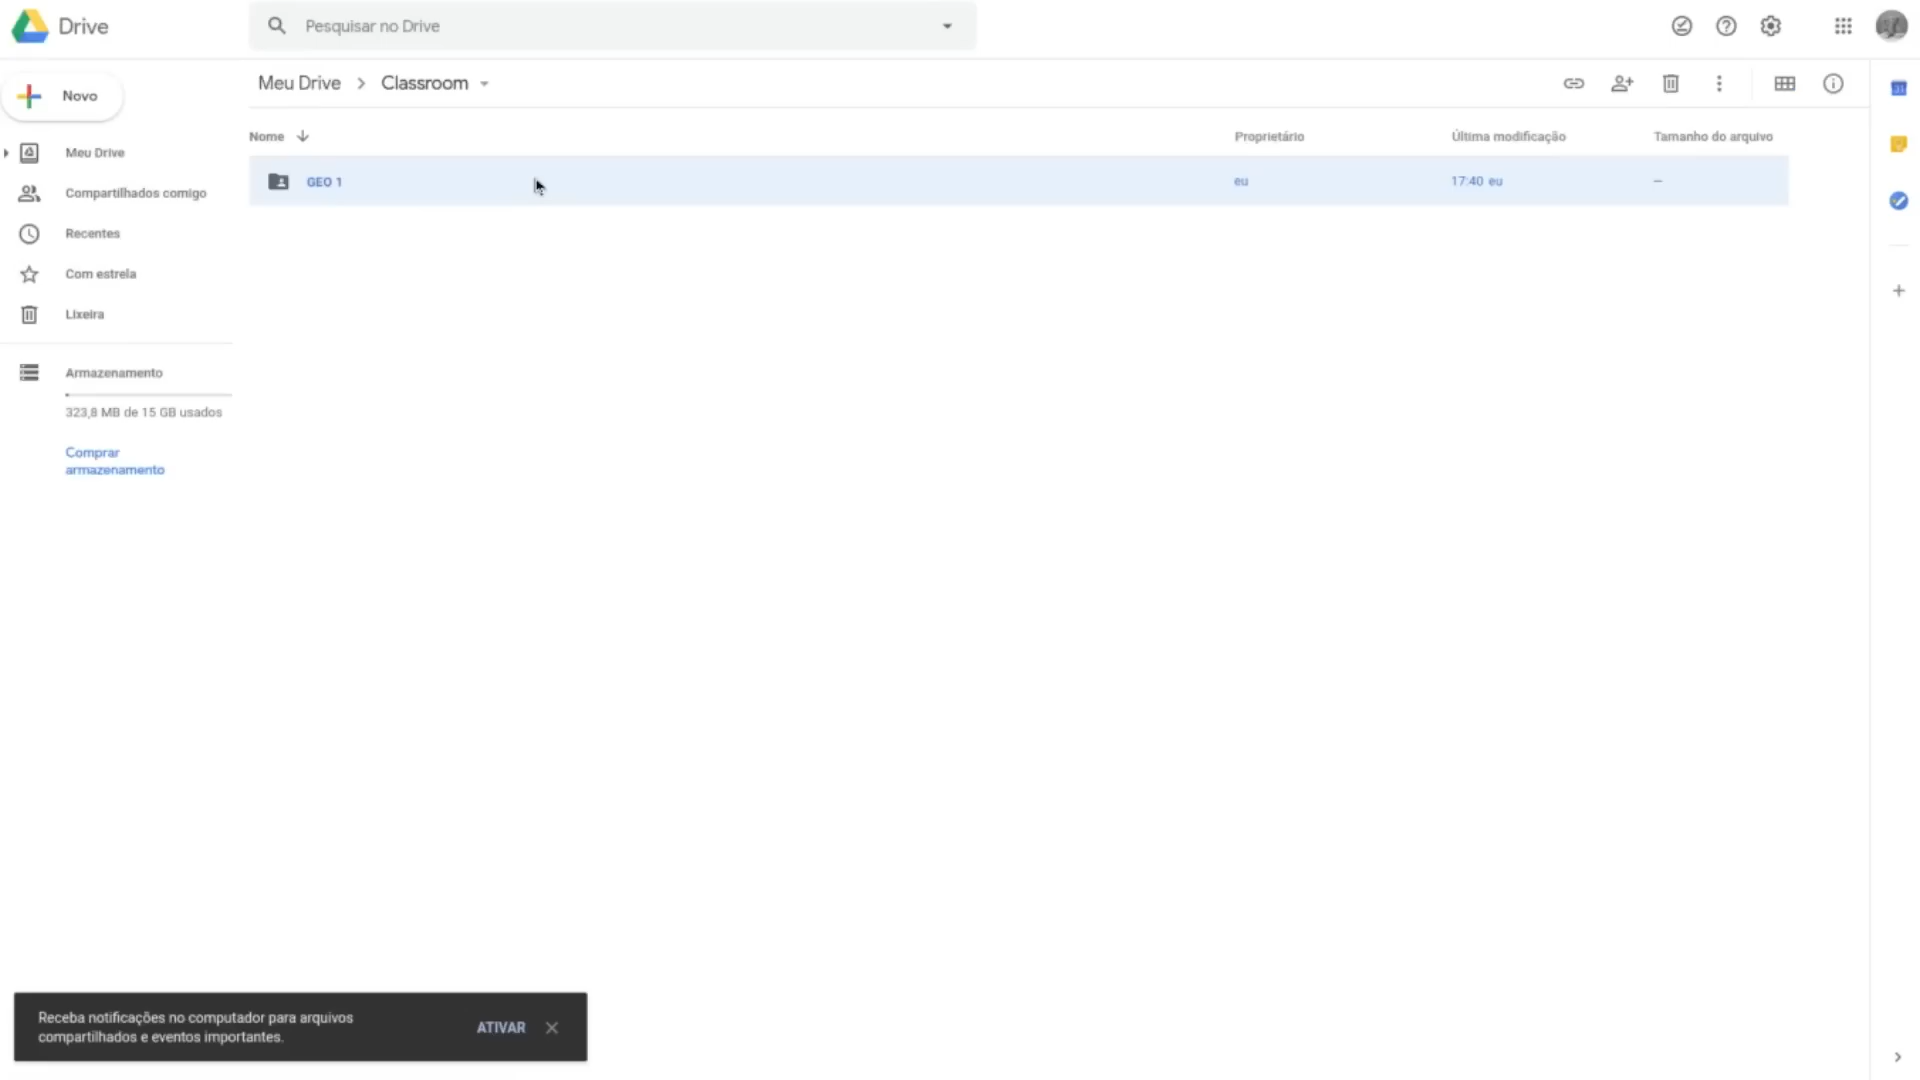 Drive
Pesquisar no Drive
Novo
Meu Drive
Classroom
Nome
Proprietário
Última modificação
Tamanho do arquivo
GEO 1
eu
17:40 eu
–
Meu Drive
Compartilhados comigo
Recentes
Com estrela
Lixeira
Armazenamento
323,8 MB de 15 GB usados
Comprar
armazenamento
31
Receba notificações no computador para arquivos
compartilhados e eventos importantes.
ATIVAR